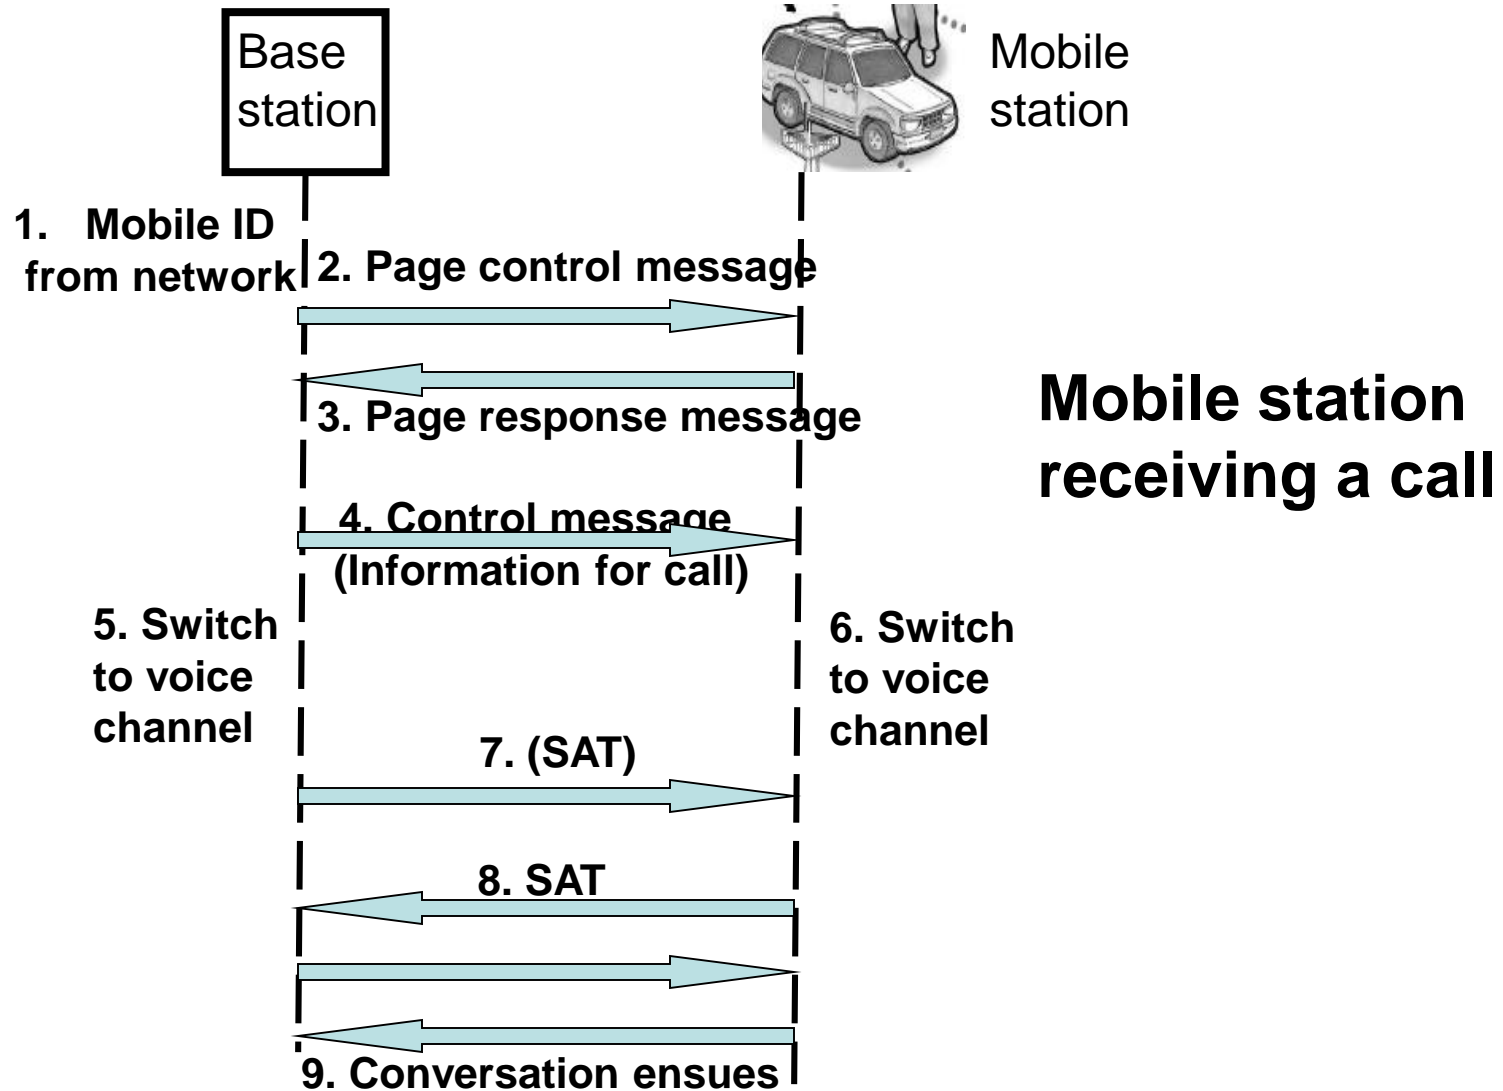 Base
station
Mobile
station
1. Mobile ID
from network
2. Page control message
3. Page response message
Mobile station
receiving a call
4. Control message
(Information for call)
5. Switch
to voice
channel
6. Switch
to voice
channel
7. (SAT)
8. SAT
9. Conversation ensues